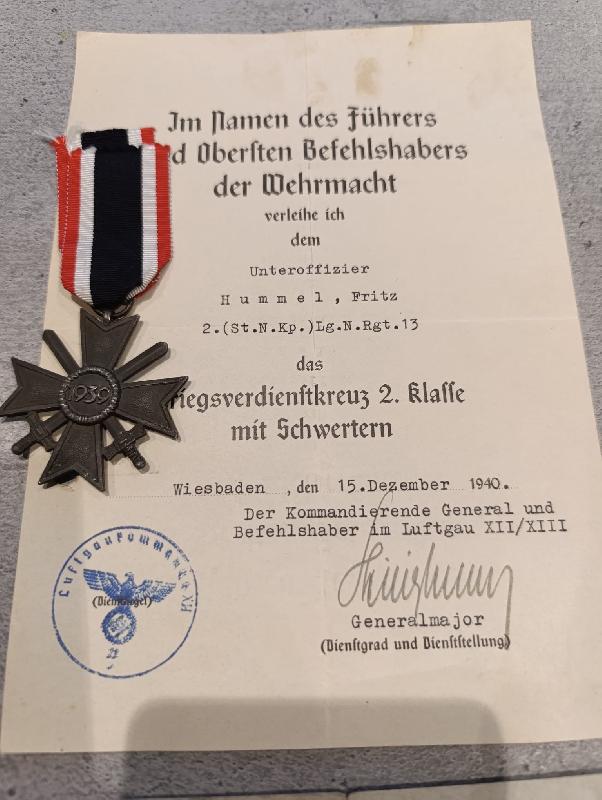 Im Namen des Führers
Obersten Befehlshabers
der Wehrmacht
verleihe ich
dem
Unteroffizier
Hummel, Fritz
2.(St.N.Kp.)Lg.N.Rgt.13
das
riegsverdienstkreuz 2. Klasse
mit Schwertern
1939
Wiesbaden , den 15.Dezember 1940.
Der Kommandierende General und
Befehlshaber im Luftgau XII/XIII
Luftgaukommando XII
(Dienstsiegel)
Generalmajor
(Dienstgrad und Dienststellung)